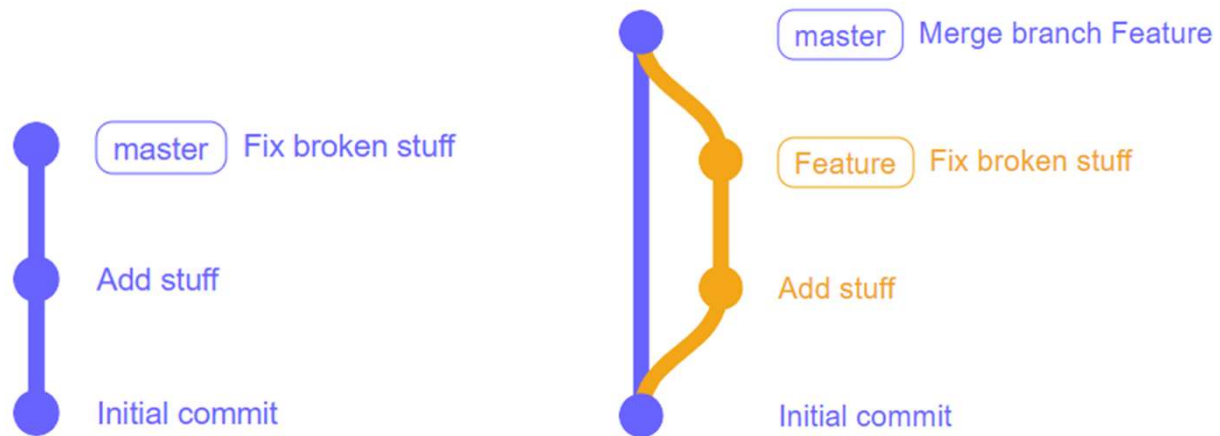 master Fix broken stuff
Add stuff
Initial commit
master Merge branch Feature
Feature Fix broken stuff
Add stuff
Initial commit